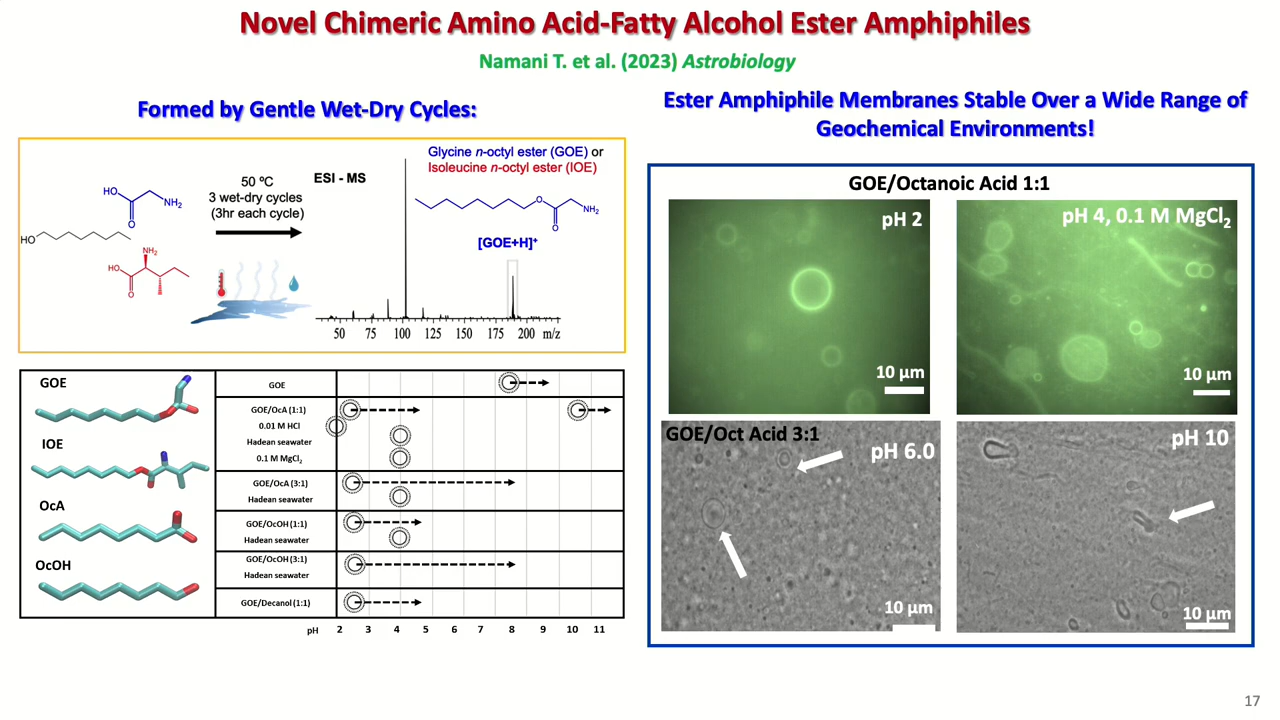 Novel Chimeric Amino Acid-Fatty Alcohol Ester Amphiphiles
Namani T. et al. (2023) Astrobiology
Formed by Gentle Wet-Dry Cycles:
HO
NH₂
O
HO
NH₂
HO
O
50 ºC
3 wet-dry cycles
(3hr each cycle)
ESI - MS
Glycine n-octyl ester (GOE) or
Isoleucine n-octyl ester (IOE)
O
NH₂
O
[GOE+H]⁺
50 75 100 125 150 175 200 m/z
GOE
IOE
OcA
OcOH
GOE
GOE/OcA (1:1)
0.01 M HCl
Hadean seawater
0.1 M MgCl₂
GOE/OcA (3:1)
Hadean seawater
GOE/OcOH (1:1)
Hadean seawater
GOE/OcOH (3:1)
Hadean seawater
GOE/Decanol (1:1)
pH 2 3 4 5 6 7 8 9 10 11
Ester Amphiphile Membranes Stable Over a Wide Range of
Geochemical Environments!
GOE/Octanoic Acid 1:1
pH 2
10 µm
pH 4, 0.1 M MgCl₂
10 µm
GOE/Oct Acid 3:1
pH 6.0
10 µm
pH 10
10 µm
17